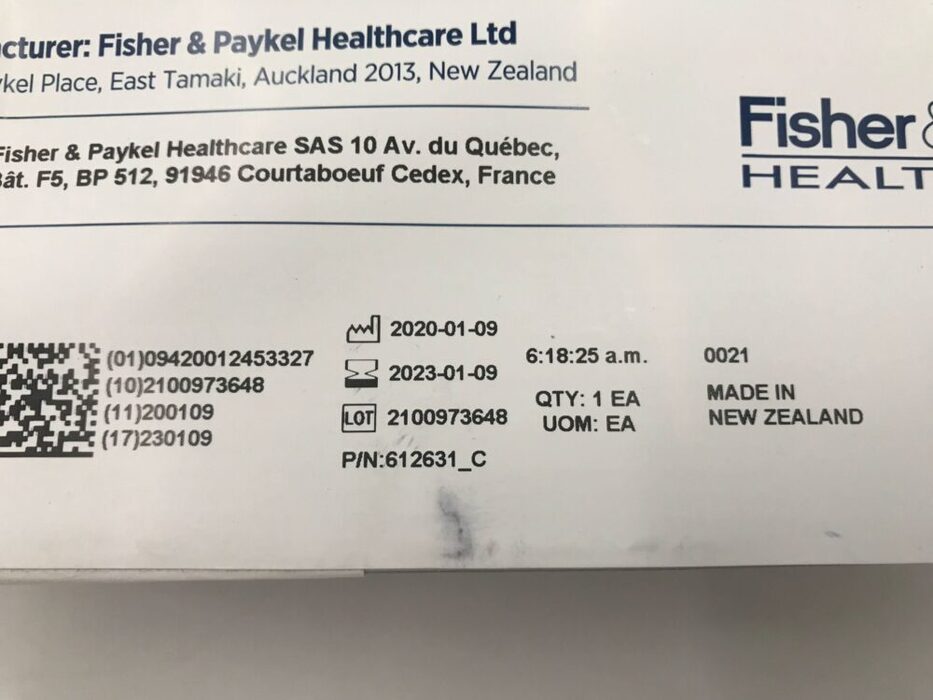 cturer: Fisher & Paykel Healthcare Ltd
kel Place, East Tamaki, Auckland 2013, New Zealand
Fisher & Paykel Healthcare SAS 10 Av. du Québec,
Bât. F5, BP 512, 91946 Courtaboeuf Cedex, France
Fisher &
HEALT
(01)09420012453327
(10)2100973648
(11)200109
(17)230109
2020-01-09
2023-01-09
LOT 2100973648
P/N:612631_C
6:18:25 a.m.
QTY: 1 EA
UOM: EA
0021
MADE IN
NEW ZEALAND